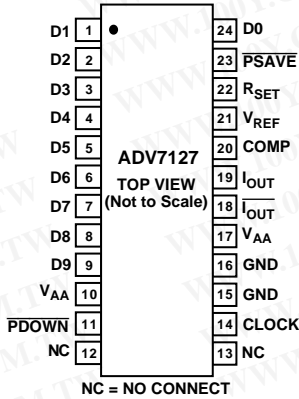 D1 1 24 D0
D2 2 23 PSAVE
D3 3 22 RSET
D4 4 21 VREF
D5 5 20 COMP
ADV7127
D6 6 19 IOUT
TOP VIEW
(Not to Scale)
D7 7 18 IOUT
D8 8 17 VAA
D9 9 16 GND
VAA 10 15 GND
PDOWN 11 14 CLOCK
NC 12 13 NC
NC = NO CONNECT